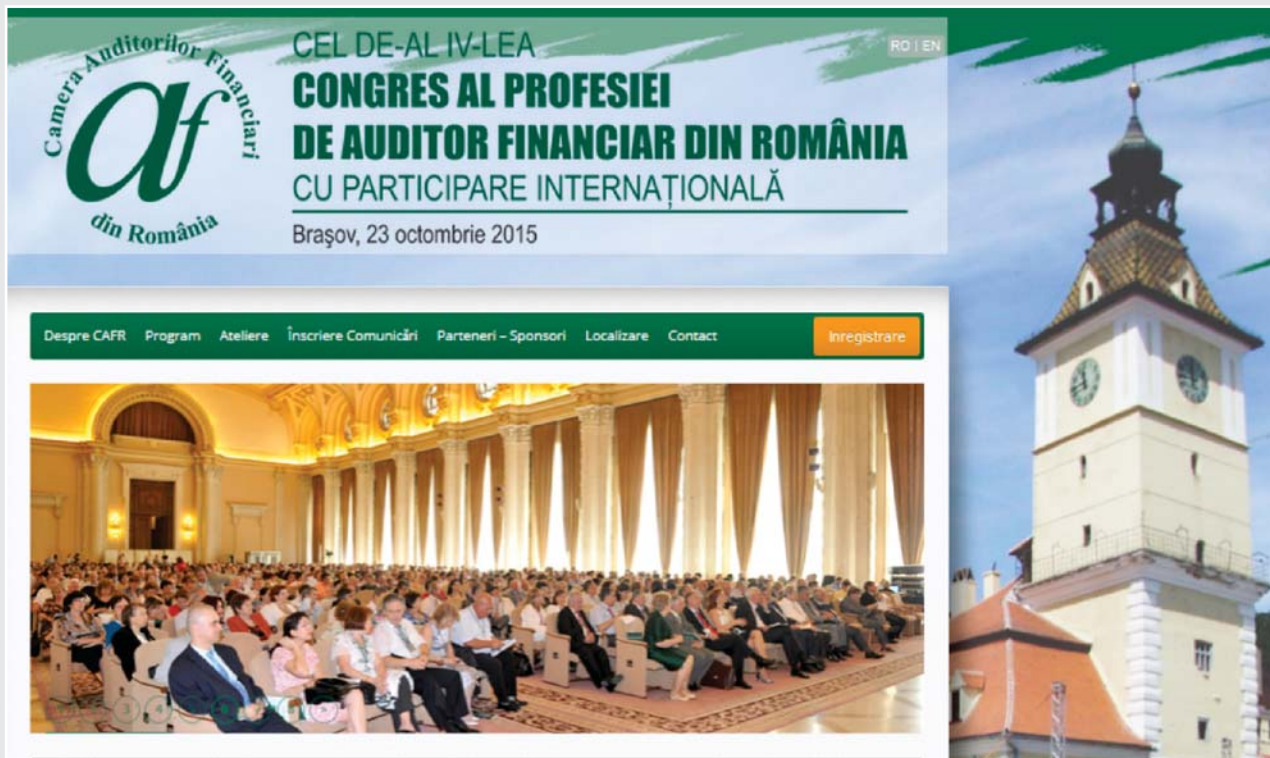 Camera Auditorilor Financiari
af
din România
CEL DE-AL IV-LEA
CONGRES AL PROFESIEI
DE AUDITOR FINANCIAR DIN ROMÂNIA
CU PARTICIPARE INTERNAȚIONALĂ
Brașov, 23 octombrie 2015
RO | EN
Despre CAFR Program Ateliere Înscriere Comunicări Parteneri – Sponsori Localizare Contact
Inregistrare
3 4